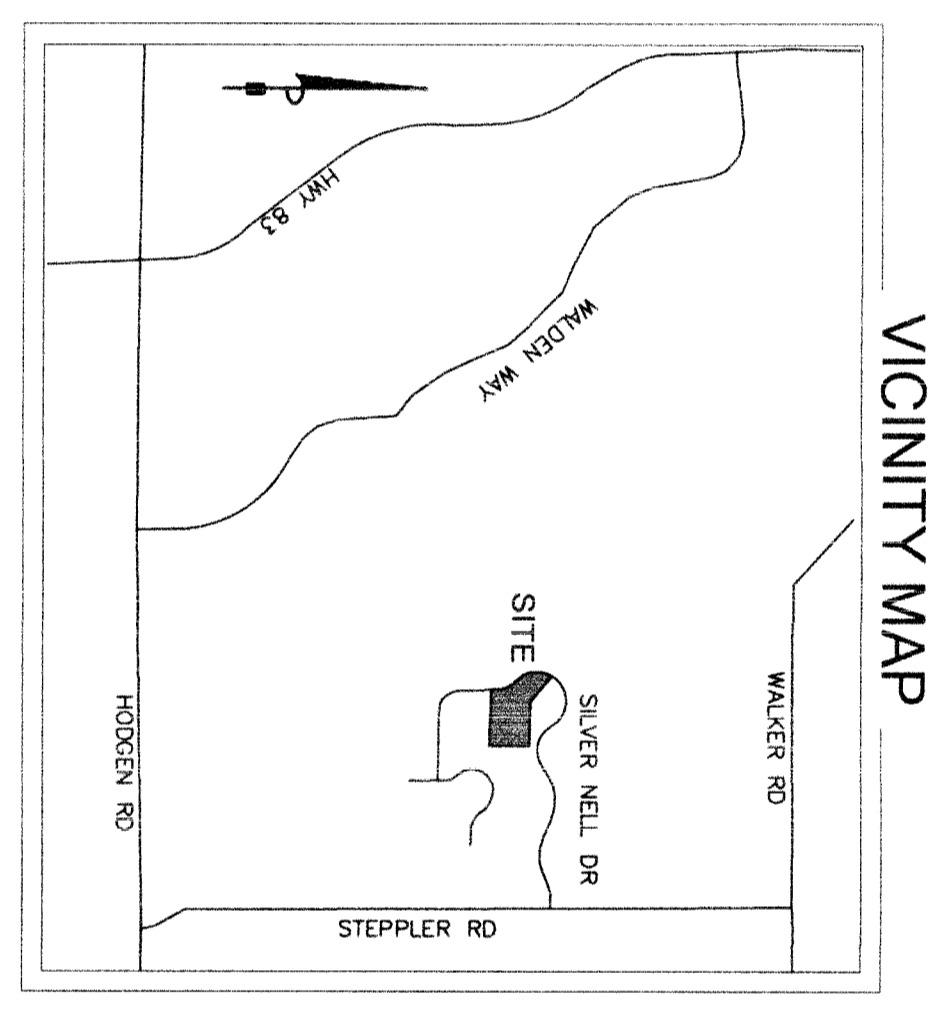 VICINITY MAP
HWY 83
WALDEN WAY
SITE
SILVER NELL DR
WALKER RD
HODGEN RD
STEPPLER RD